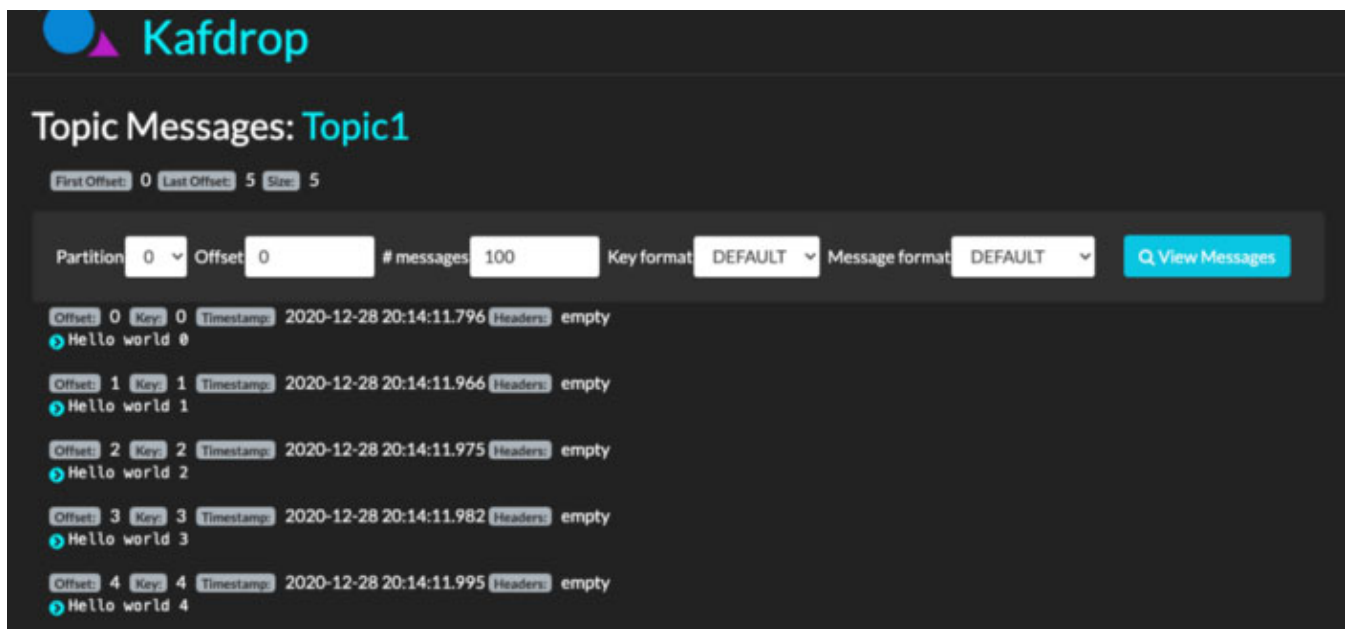 Kafdrop
Topic Messages: Topic1
First Offset: 0 Last Offset: 5 Size: 5
Partition 0 Offset 0 # messages 100 Key format DEFAULT Message format DEFAULT View Messages
Offset: 0 Key: 0 Timestamp: 2020-12-28 20:14:11.796 Headers: empty
Hello world 0
Offset: 1 Key: 1 Timestamp: 2020-12-28 20:14:11.966 Headers: empty
Hello world 1
Offset: 2 Key: 2 Timestamp: 2020-12-28 20:14:11.975 Headers: empty
Hello world 2
Offset: 3 Key: 3 Timestamp: 2020-12-28 20:14:11.982 Headers: empty
Hello world 3
Offset: 4 Key: 4 Timestamp: 2020-12-28 20:14:11.995 Headers: empty
Hello world 4